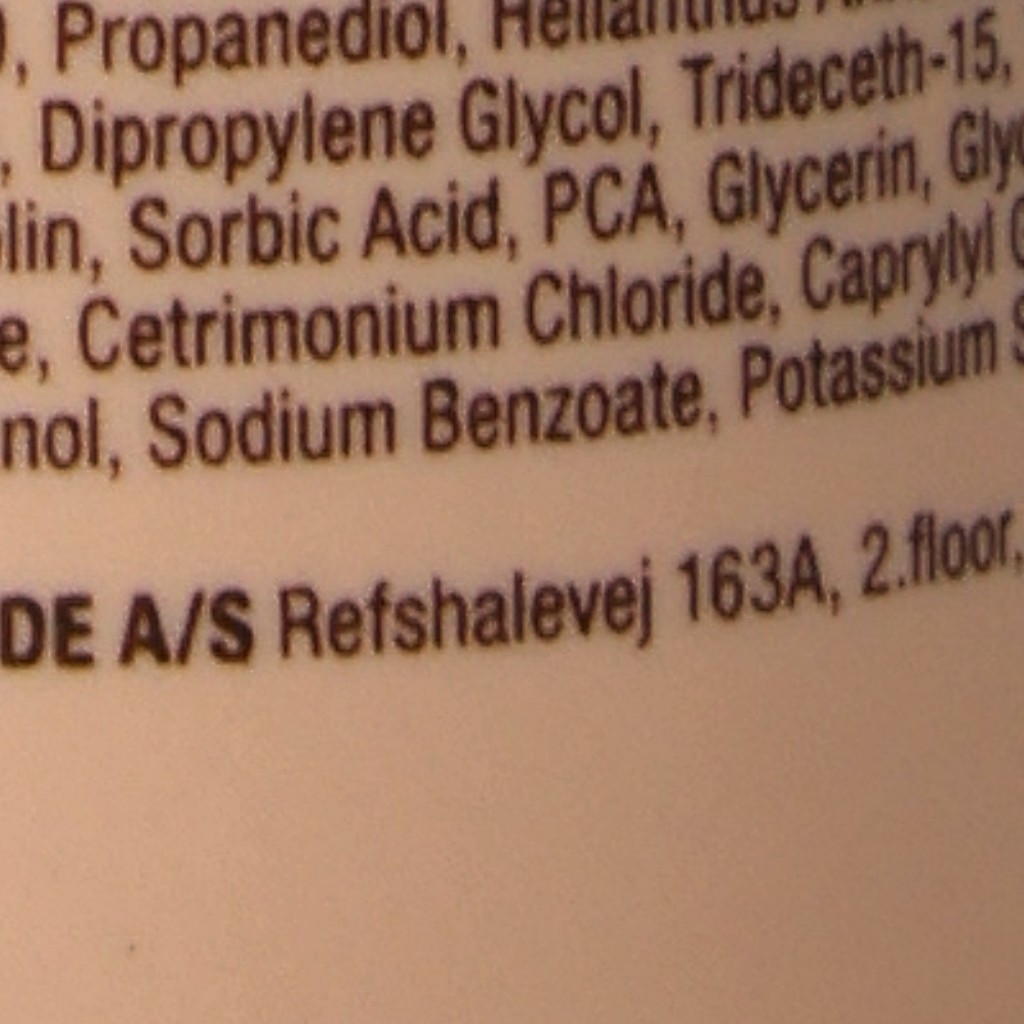 , Propanediol, Helianthus
, Dipropylene Glycol, Trideceth-15,
lin, Sorbic Acid, PCA, Glycerin,
e, Cetrimonium Chloride, Caprylyl
nol, Sodium Benzoate, Potassium
DE A/S Refshalevej 163A, 2.floor,